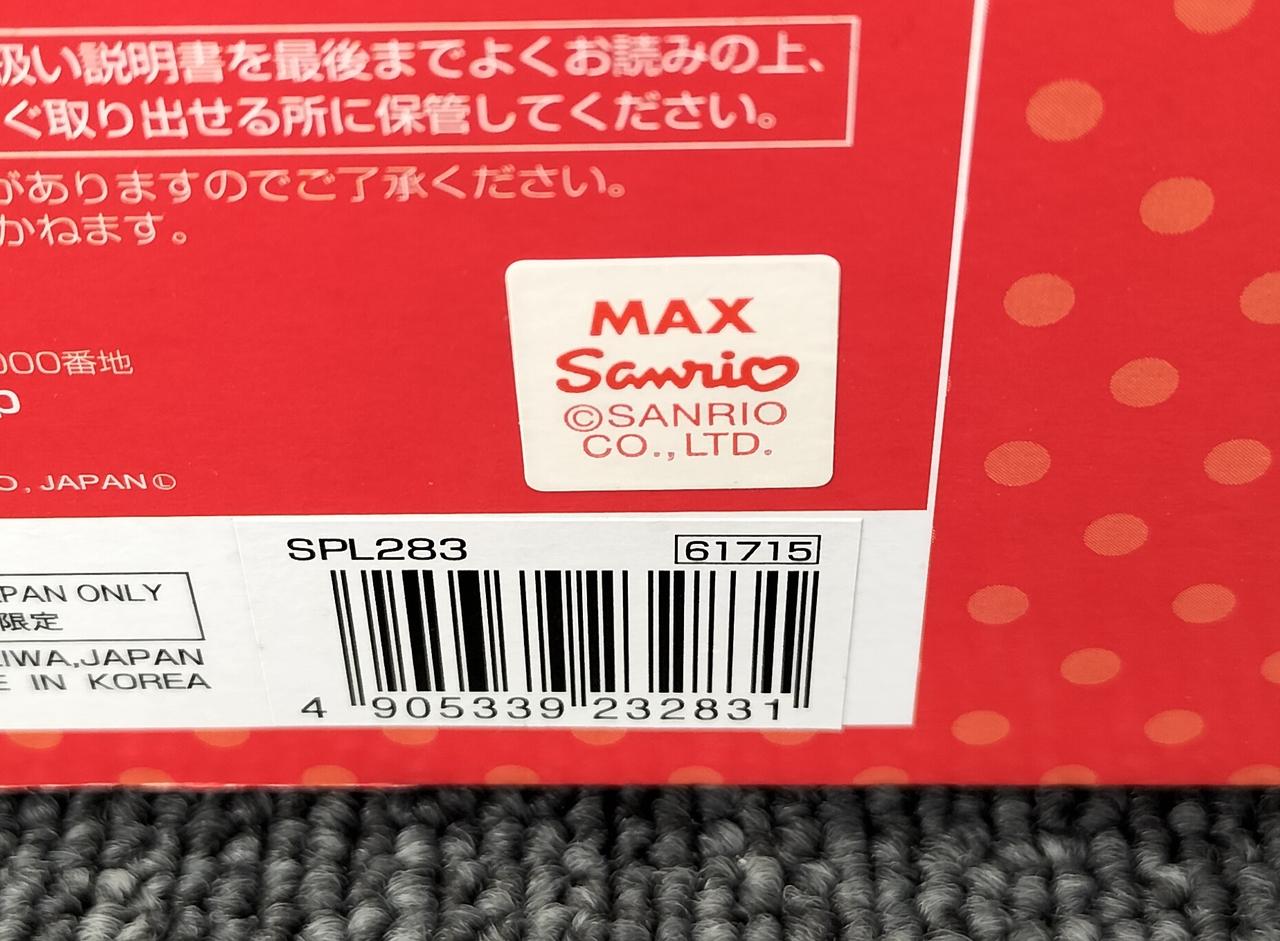 扱い説明書を最後までよくお読みの上、
ぐ取り出せる所に保管してください。
がありますのでご了承ください。
かねます。
000番地
MAX
Sanrio
©SANRIO
CO.,LTD.
O, JAPANⓁ
SPL283
61715
PAN ONLY
限定
IWA,JAPAN
E IN KOREA
4 905339 232831